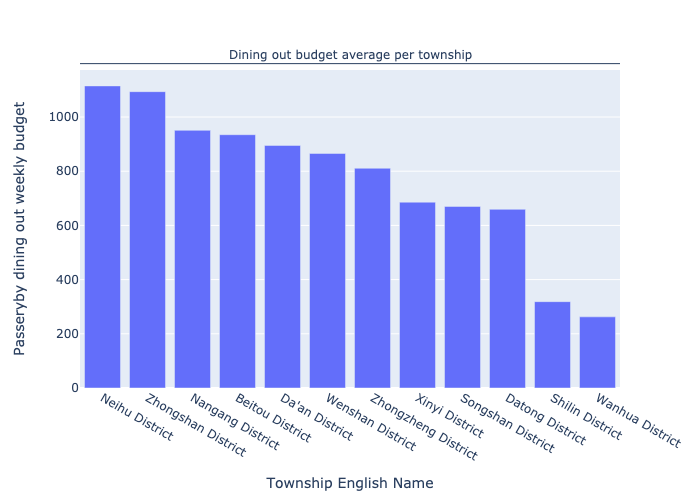 Dining out budget average per township
Passeryby dining out weekly budget
1000
800
600
400
200
0
Neihu District
Zhongshan District
Nangang District
Beitou District
Da'an District
Wenshan District
Zhongzheng District
Xinyi District
Songshan District
Datong District
Shilin District
Wanhua District
Township English Name